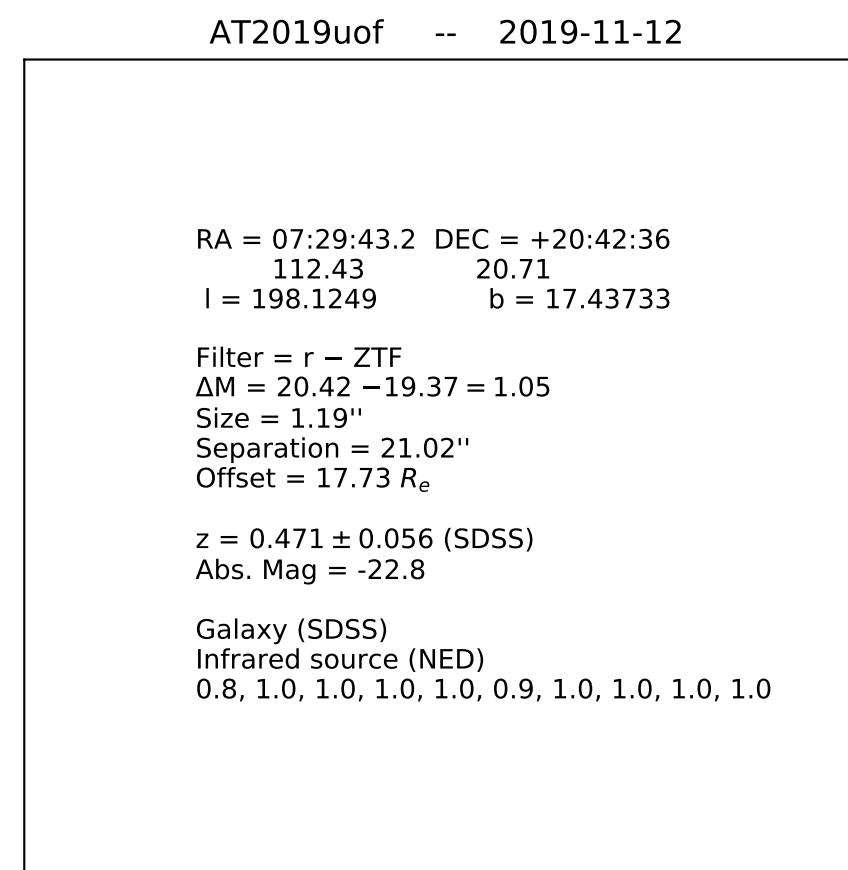 AT2019uof -- 2019-11-12
RA = 07:29:43.2 DEC = +20:42:36
112.43 20.71
l = 198.1249 b = 17.43733
Filter = r − ZTF
ΔM = 20.42 −19.37 = 1.05
Size = 1.19''
Separation = 21.02''
Offset = 17.73 Rₑ
z = 0.471 ± 0.056 (SDSS)
Abs. Mag = -22.8
Galaxy (SDSS)
Infrared source (NED)
0.8, 1.0, 1.0, 1.0, 1.0, 0.9, 1.0, 1.0, 1.0, 1.0